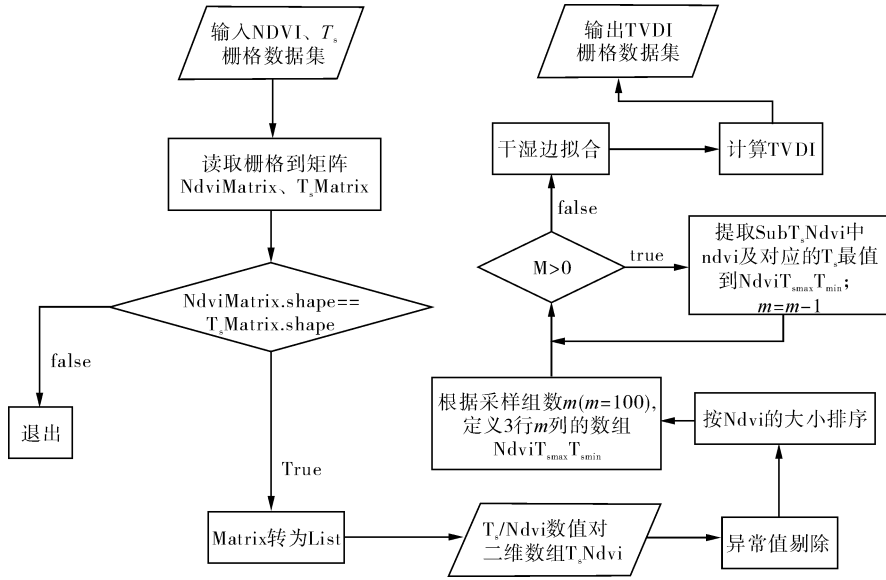 输入NDVI、Tₛ
栅格数据集
读取栅格到矩阵
NdviMatrix、TₛMatrix
NdviMatrix.shape==
TₛMatrix.shape
false
退出
True
Matrix转为List
Tₛ/Ndvi数值对
二维数组TₛNdvi
异常值剔除
按Ndvi的大小排序
根据采样组数m(m=100),
定义3行m列的数组
NdviTsmaxTsmin
M>0
true
提取SubTₛNdvi中
ndvi及对应的Tₛ最值
到NdviTsmaxTmin;
m=m-1
false
干湿边拟合
计算TVDI
输出TVDI
栅格数据集